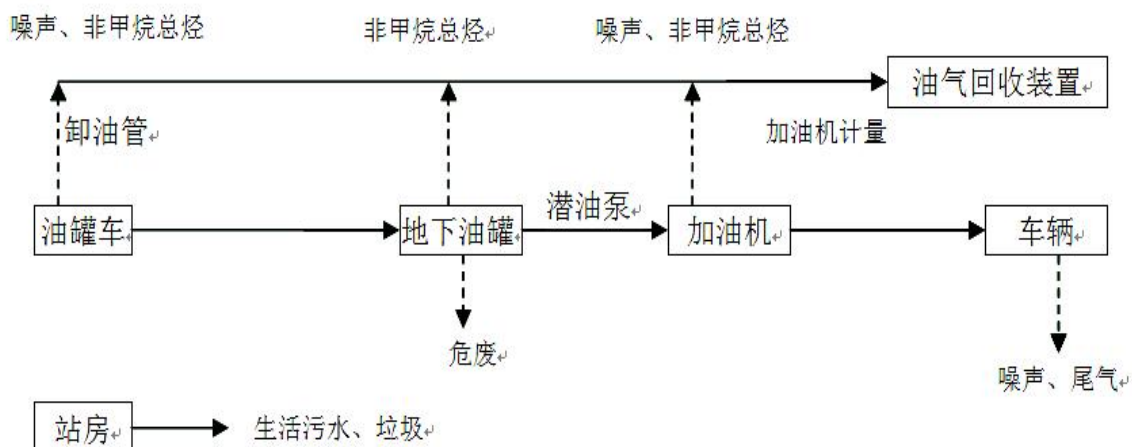 噪声、非甲烷总烃
非甲烷总烃
噪声、非甲烷总烃
油气回收装置
卸油管
加油机计量
潜油泵
油罐车
地下油罐
加油机
车辆
危废
噪声、尾气
站房
生活污水、垃圾